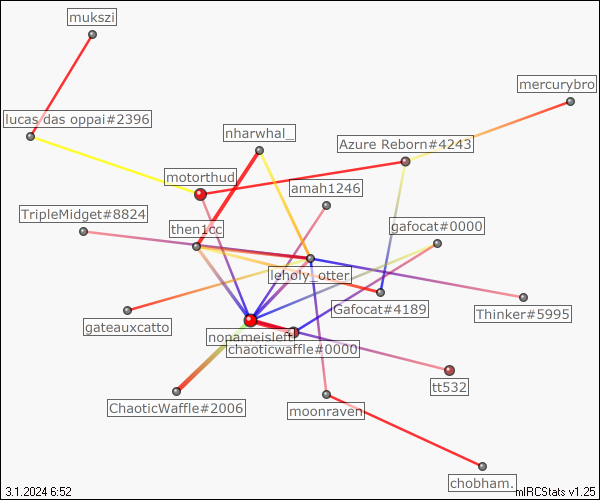 mukszi
mercurybro
lucas das oppai#2396
nharwhal_
Azure Reborn#4243
motorthud
amah1246
TripleMidget#8824
then1cc
gafocat#0000
leholy_otter
gateauxcatto
Gafocat#4189
Thinker#5995
nonameisleft
chaoticwaffle#0000
tt532
ChaoticWaffle#2006
moonraven
chobham.
3.1.2024 6:52
mIRCStats v1.25